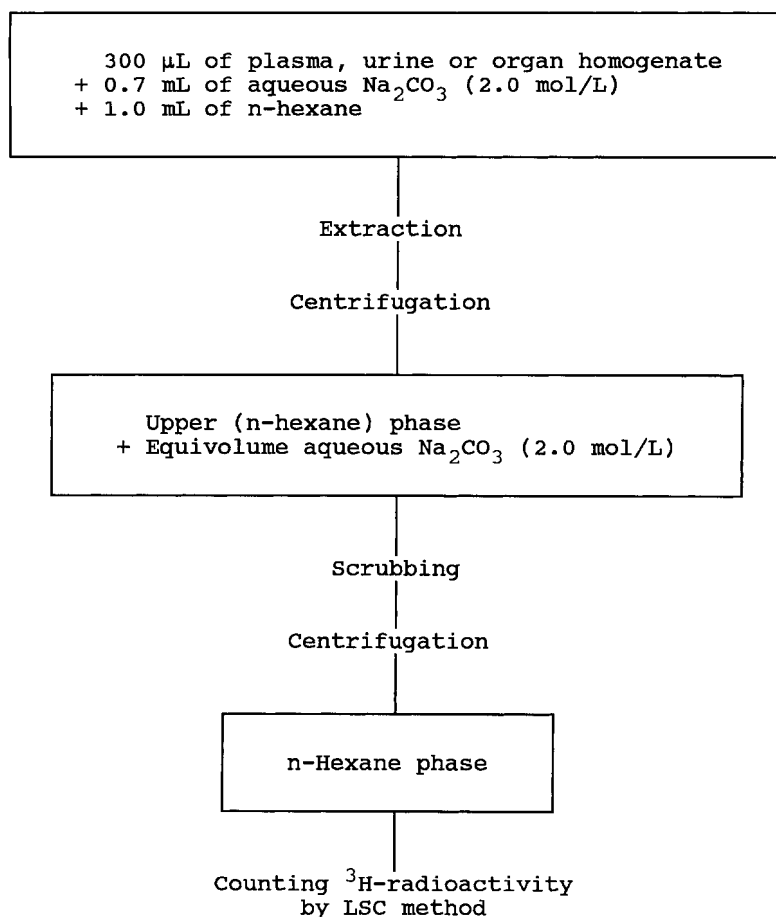 300 µL of plasma, urine or organ homogenate
+ 0.7 mL of aqueous Na₂CO₃ (2.0 mol/L)
+ 1.0 mL of n-hexane
Extraction
Centrifugation
Upper (n-hexane) phase
+ Equivolume aqueous Na₂CO₃ (2.0 mol/L)
Scrubbing
Centrifugation
n-Hexane phase
Counting ³H-radioactivity
by LSC method